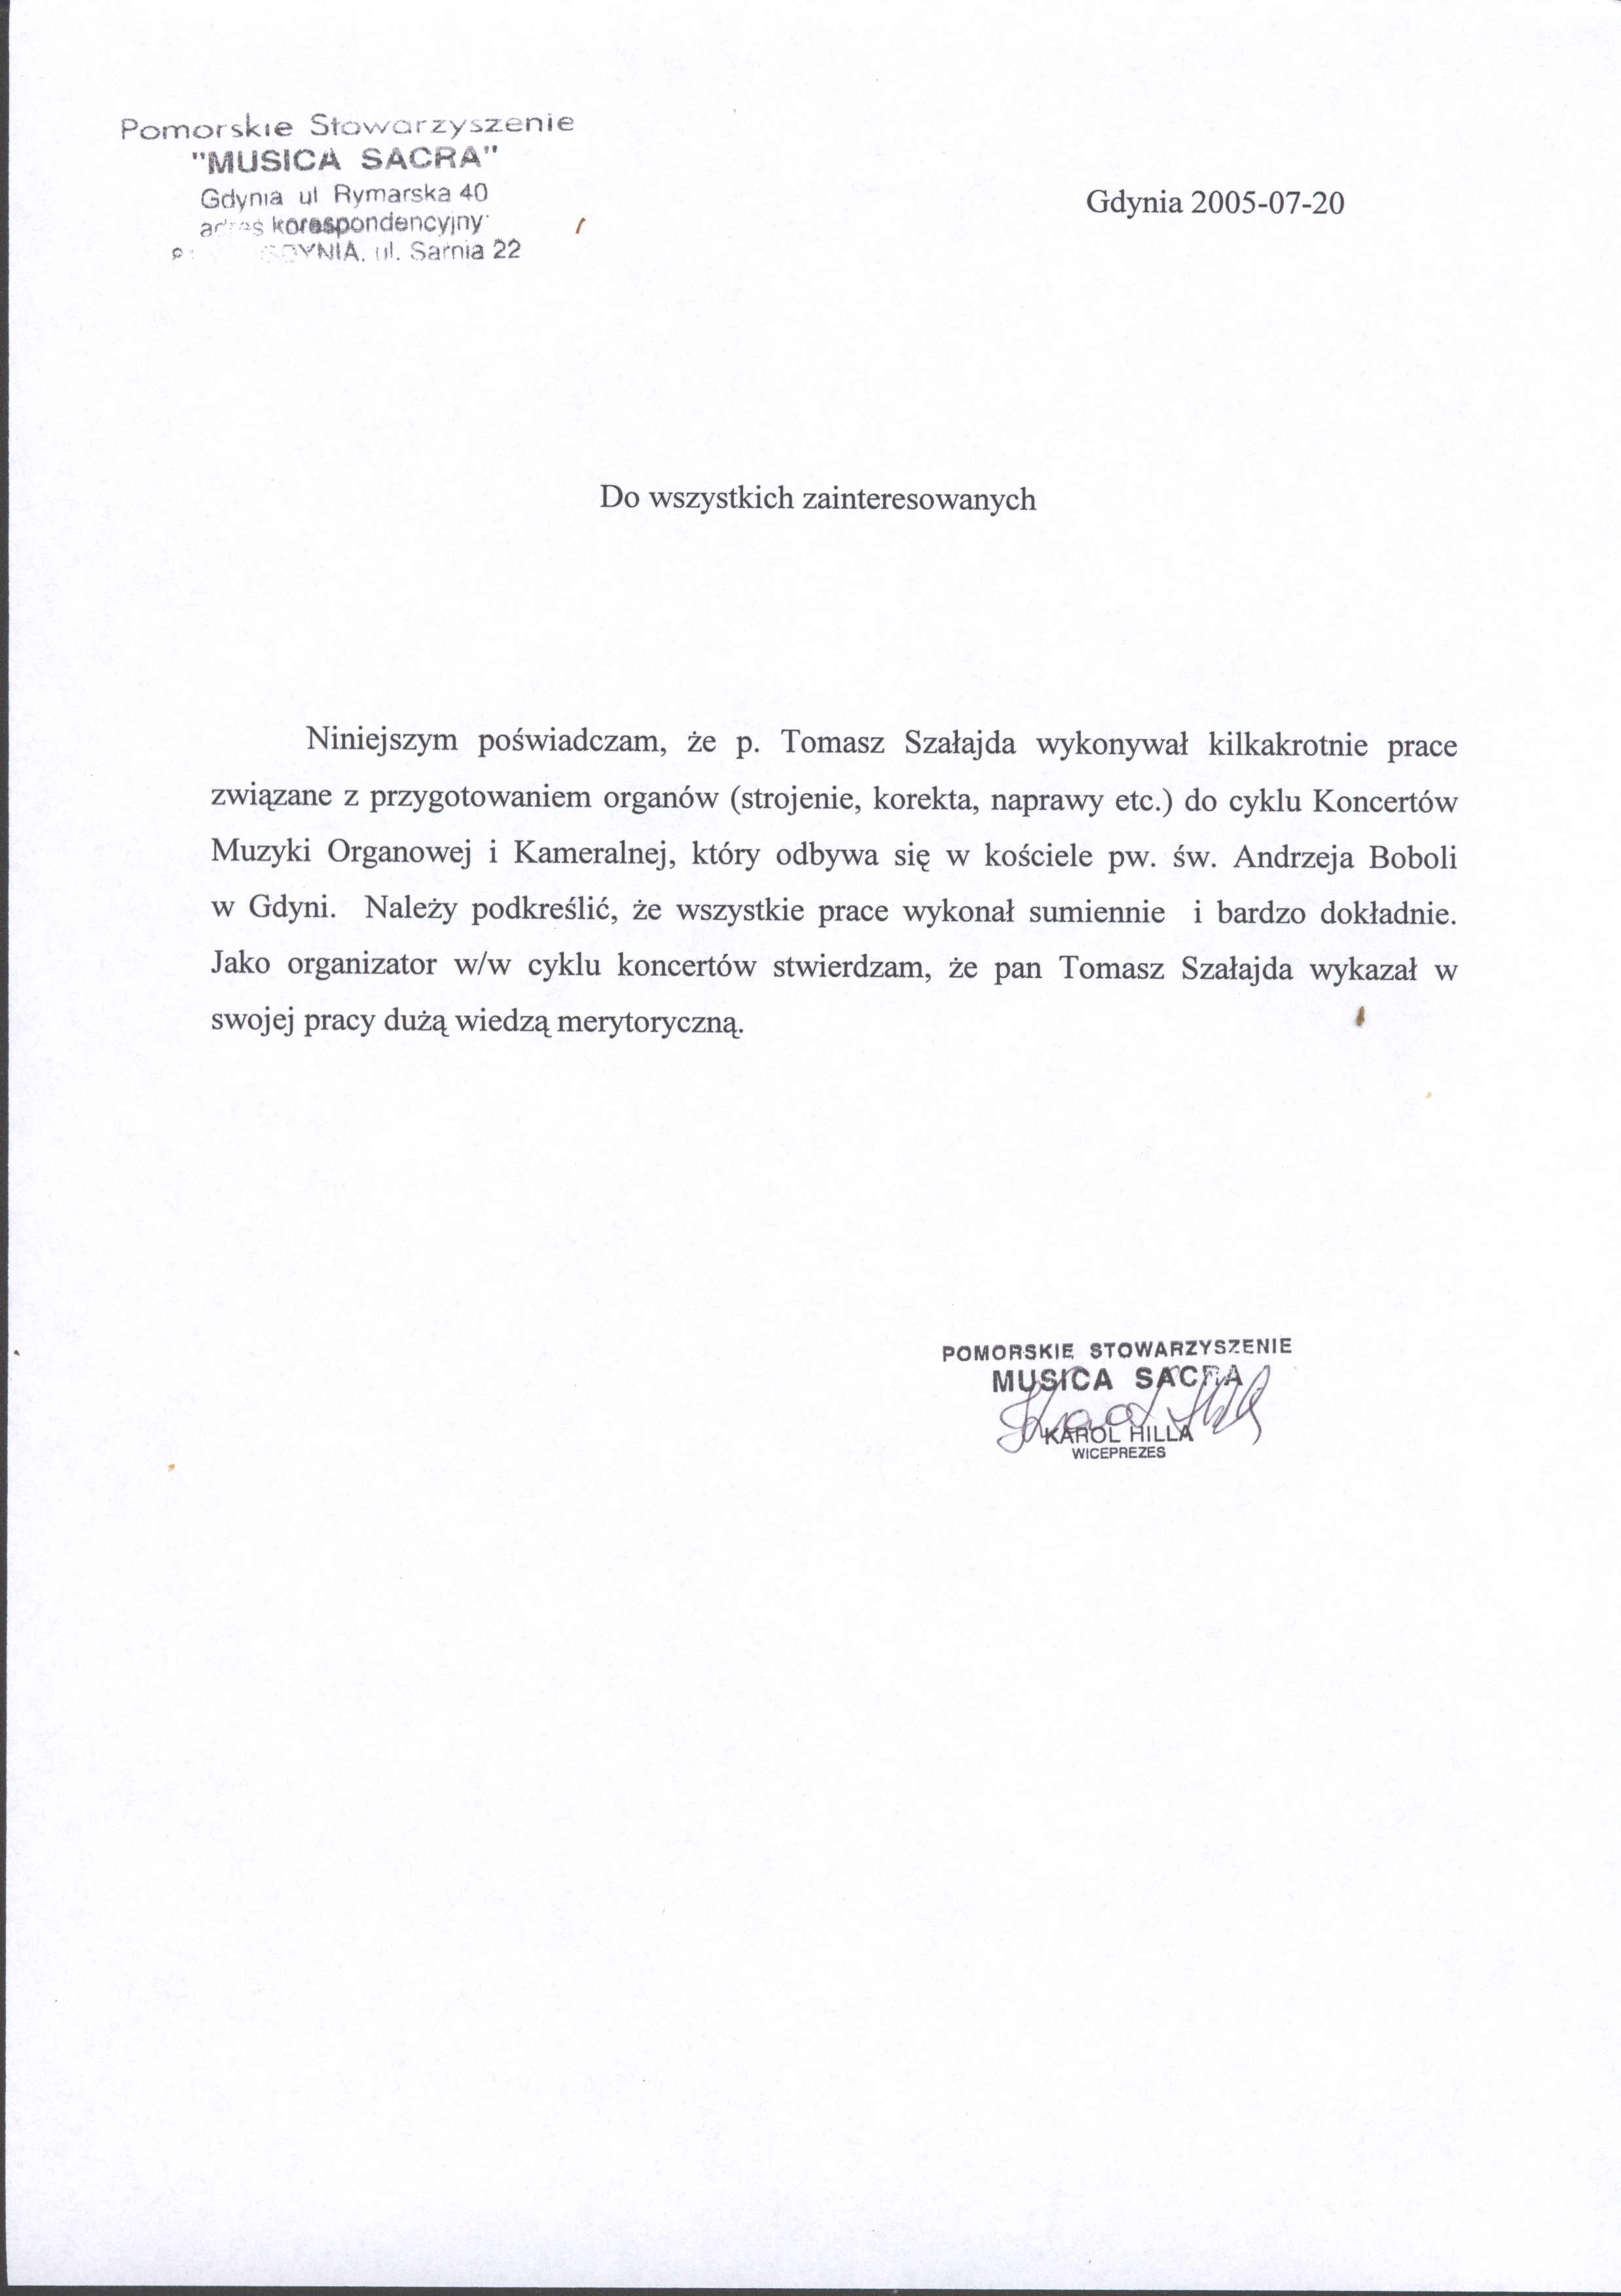 Pomorskie Stowarzyszenie
"MUSICA SACRA"
Gdynia ul Rymarska 40
adres korespondencyjny
GDYNIA, ul. Sarnia 22
Gdynia 2005-07-20
Do wszystkich zainteresowanych
Niniejszym poświadczam, że p. Tomasz Szałajda wykonywał kilkakrotnie prace
związane z przygotowaniem organów (strojenie, korekta, naprawy etc.) do cyklu Koncertów
Muzyki Organowej i Kameralnej, który odbywa się w kościele pw. św. Andrzeja Boboli
w Gdyni. Należy podkreślić, że wszystkie prace wykonał sumiennie i bardzo dokładnie.
Jako organizator w/w cyklu koncertów stwierdzam, że pan Tomasz Szałajda wykazał w
swojej pracy dużą wiedzą merytoryczną.
POMORSKIE STOWARZYSZENIE
MUSICA SACRA
KAROL HILLA
WICEPREZES